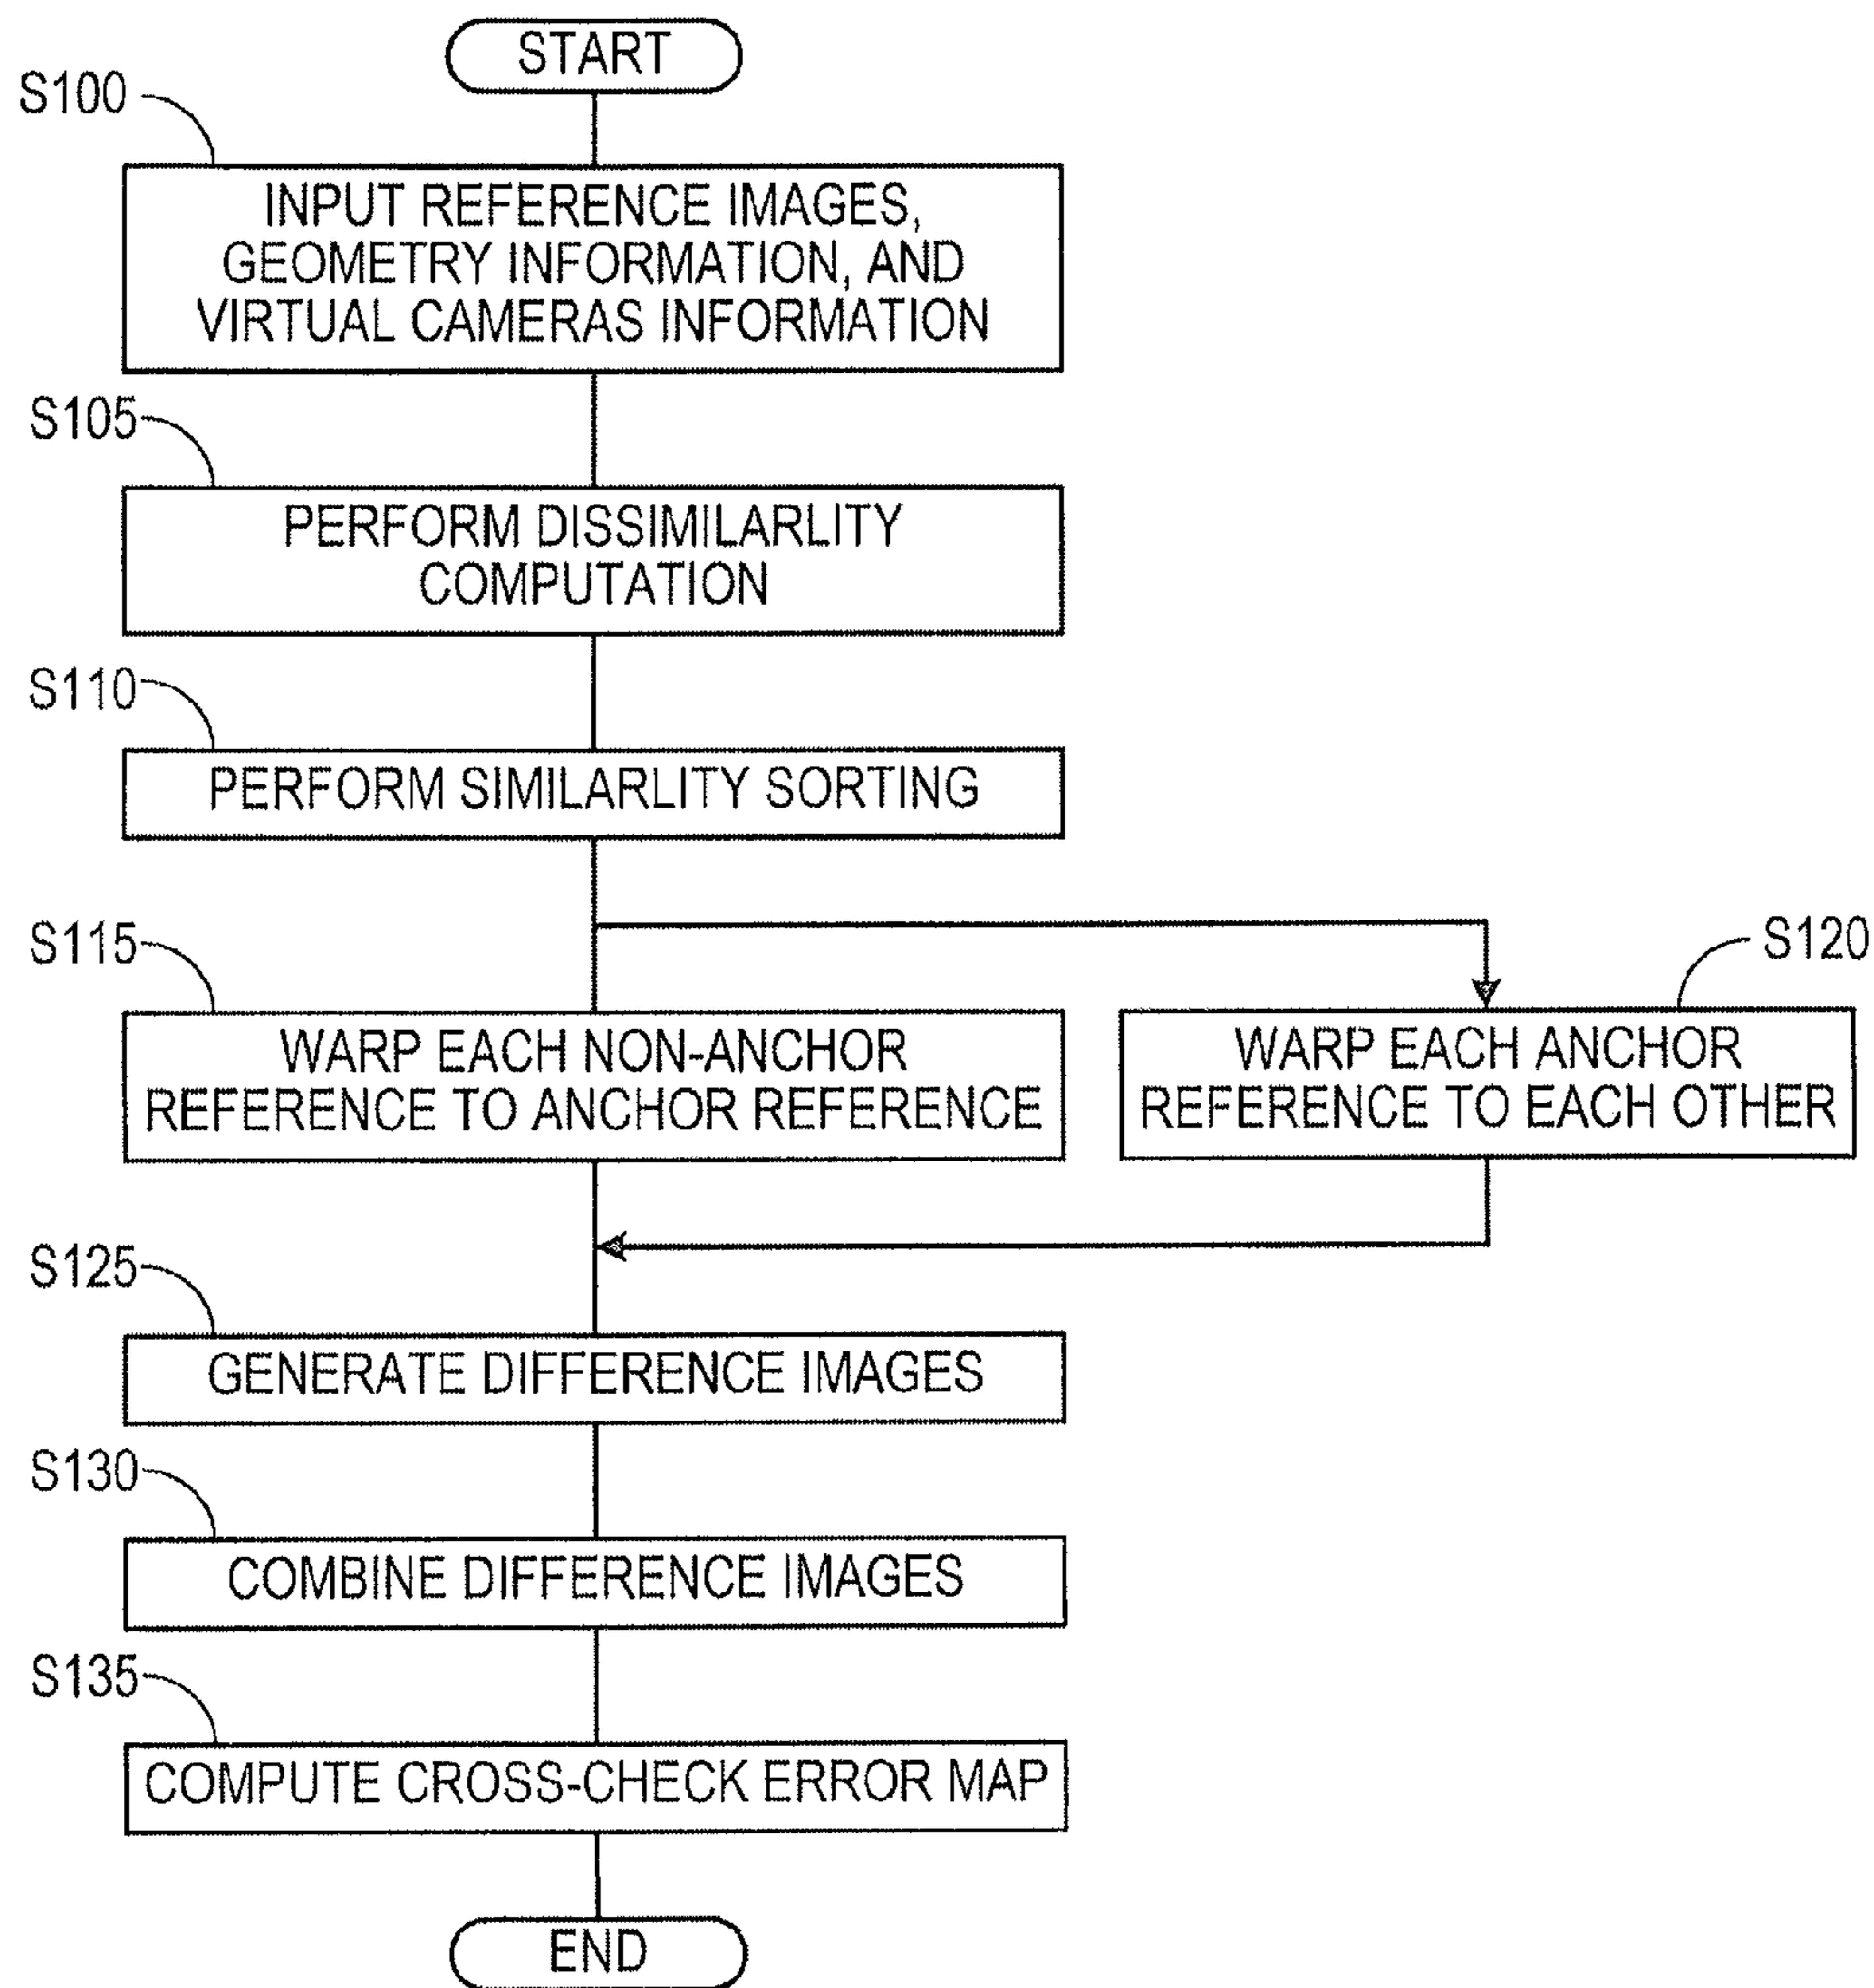 START
S100
INPUT REFERENCE IMAGES,
GEOMETRY INFORMATION, AND
VIRTUAL CAMERAS INFORMATION
S105
PERFORM DISSIMILARLITY
COMPUTATION
S110
PERFORM SIMILARLITY SORTING
S115
WARP EACH NON-ANCHOR
REFERENCE TO ANCHOR REFERENCE
S120
WARP EACH ANCHOR
REFERENCE TO EACH OTHER
S125
GENERATE DIFFERENCE IMAGES
S130
COMBINE DIFFERENCE IMAGES
S135
COMPUTE CROSS-CHECK ERROR MAP
END